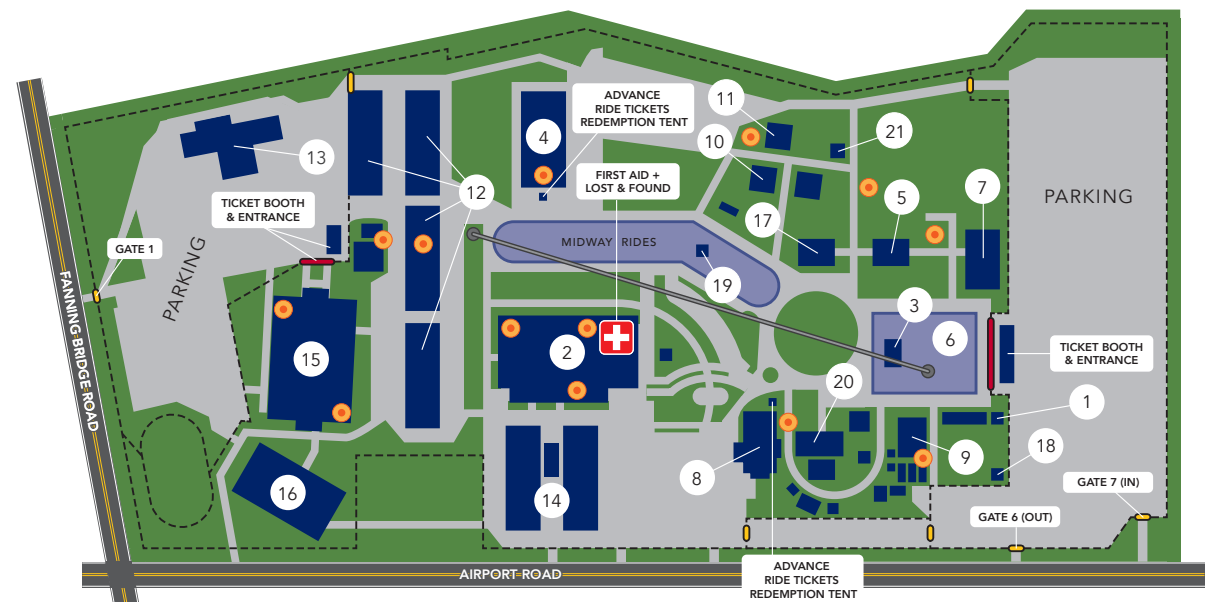 ADVANCE
RIDE TICKETS
REDEMPTION TENT
11
4
21
10
13
FIRST AID +
LOST & FOUND
12
TICKET BOOTH
& ENTRANCE
5
7
PARKING
17
GATE 1
MIDWAY RIDES
PARKING
19
3
6
FANNING BRIDGE ROAD
15
2
TICKET BOOTH
& ENTRANCE
20
1
18
9
8
16
14
GATE 7 (IN)
GATE 6 (OUT)
AIRPORT ROAD
ADVANCE
RIDE TICKETS
REDEMPTION TENT